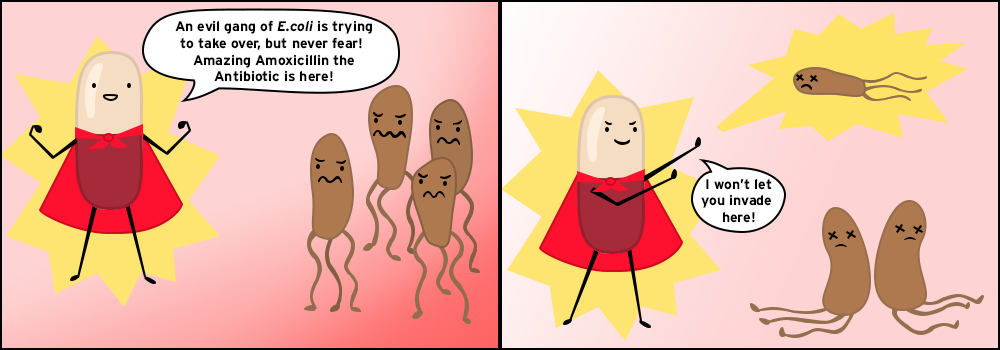 An evil gang of E.coli is trying
to take over, but never fear!
Amazing Amoxicillin the
Antibiotic is here!
I won't let
you invade
here!